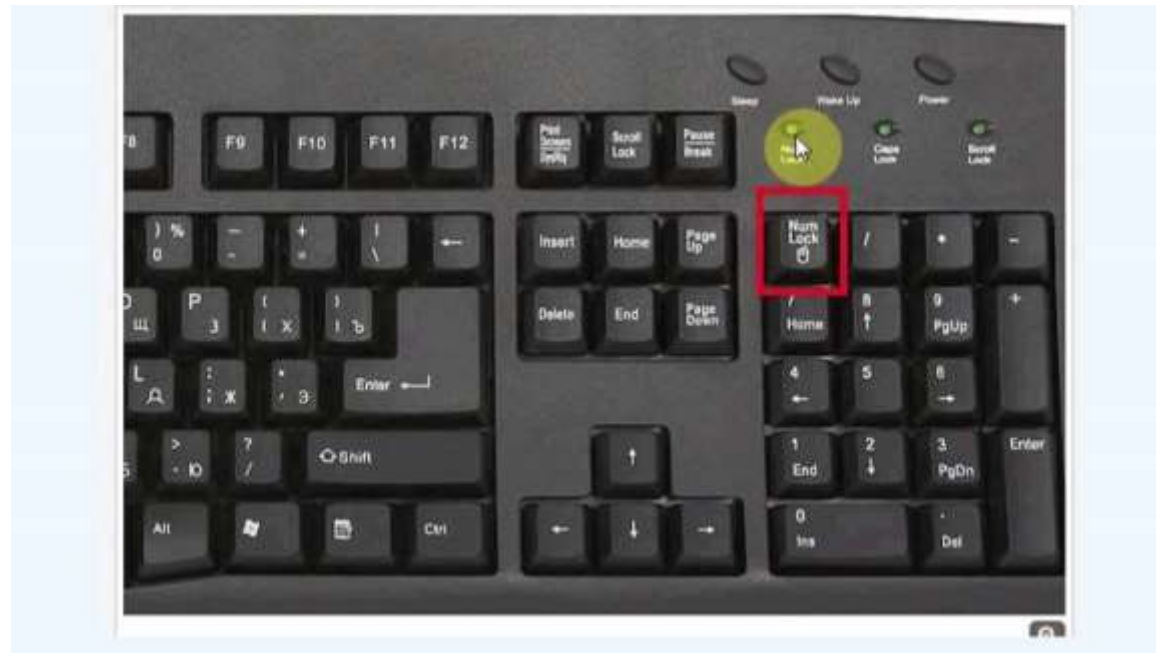 Sleep Wake Up Power
F9 F10 F11 F12 Print Screen SysRq Scroll Lock Pause Break Num Lock Caps Lock Scroll Lock
) % 0 — - + = | \ ← Insert Home Page Up Num Lock / * -
Щ P З { [ Х } ] Ъ Delete End Page Down 7 Home 8 ↑ 9 PgUp +
L Д : ; Ж " ' Э Enter 4 ← 5 6 →
> . Ю ? / Shift ↑ 1 End 2 ↓ 3 PgDn Enter
Alt Ctrl ← ↓ → 0 Ins . Del